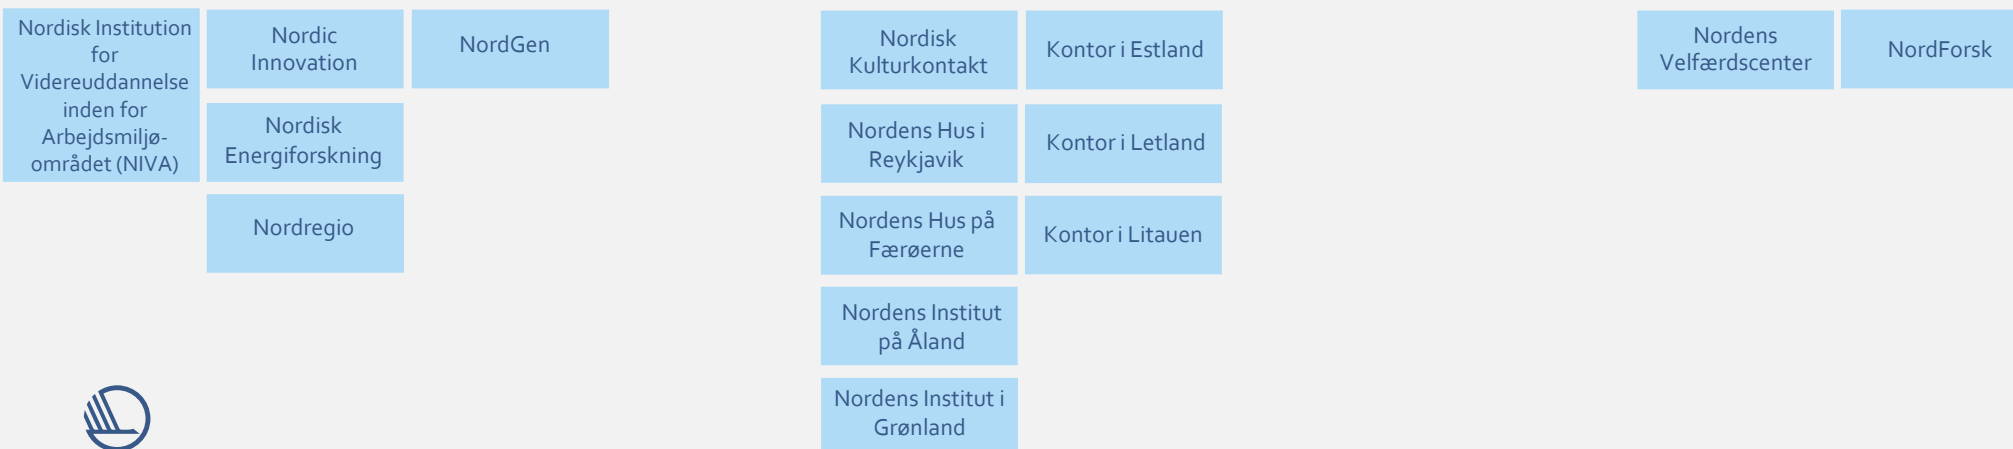 Nordisk Institution
for
Videreuddannelse
inden for
Arbejdsmiljø-
området (NIVA)
Nordic
Innovation
NordGen
Nordisk
Energiforskning
Nordregio
Nordisk
Kulturkontakt
Kontor i Estland
Nordens Hus i
Reykjavik
Kontor i Letland
Nordens Hus på
Færøerne
Kontor i Litauen
Nordens Institut
på Åland
Nordens Institut i
Grønland
Nordens
Velfærdscenter
NordForsk